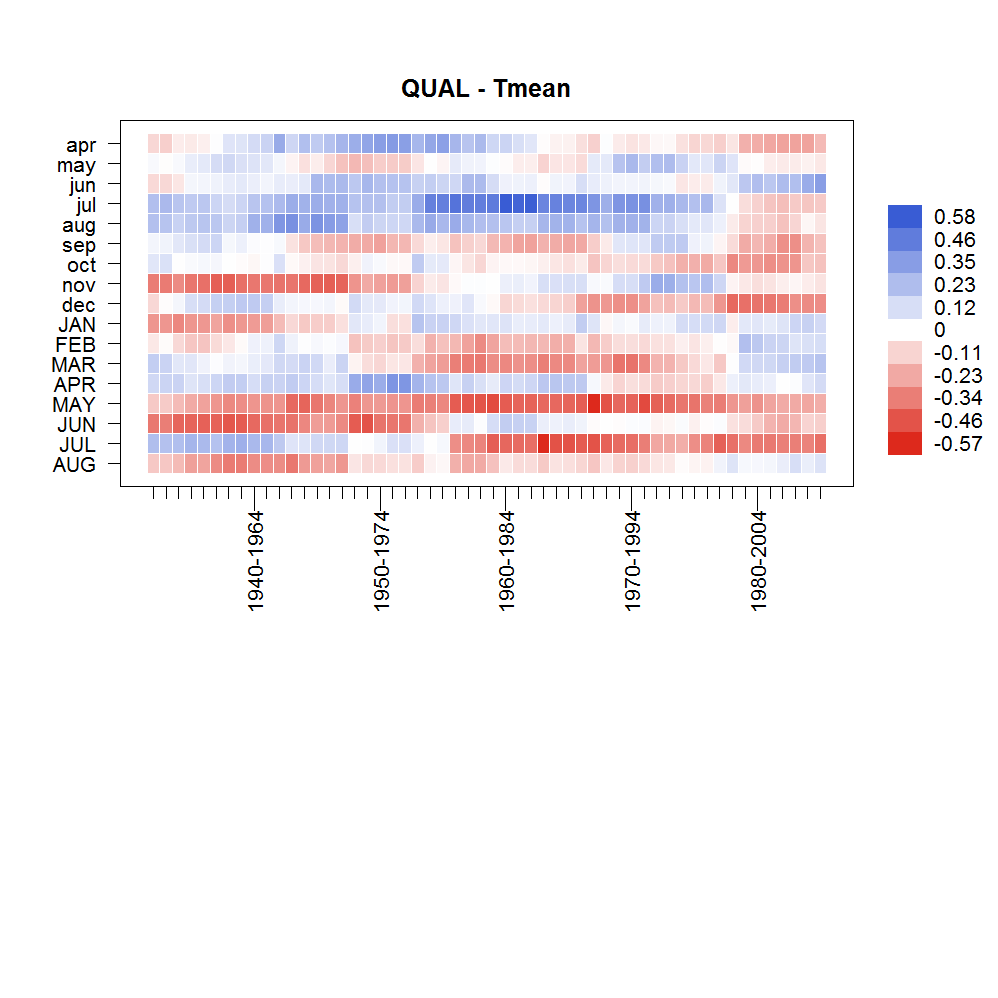 QUAL - Tmean
apr
may
jun
jul
aug
sep
oct
nov
dec
JAN
FEB
MAR
APR
MAY
JUN
JUL
AUG
1940-1964
1950-1974
1960-1984
1970-1994
1980-2004
0.58
0.46
0.35
0.23
0.12
0
-0.11
-0.23
-0.34
-0.46
-0.57